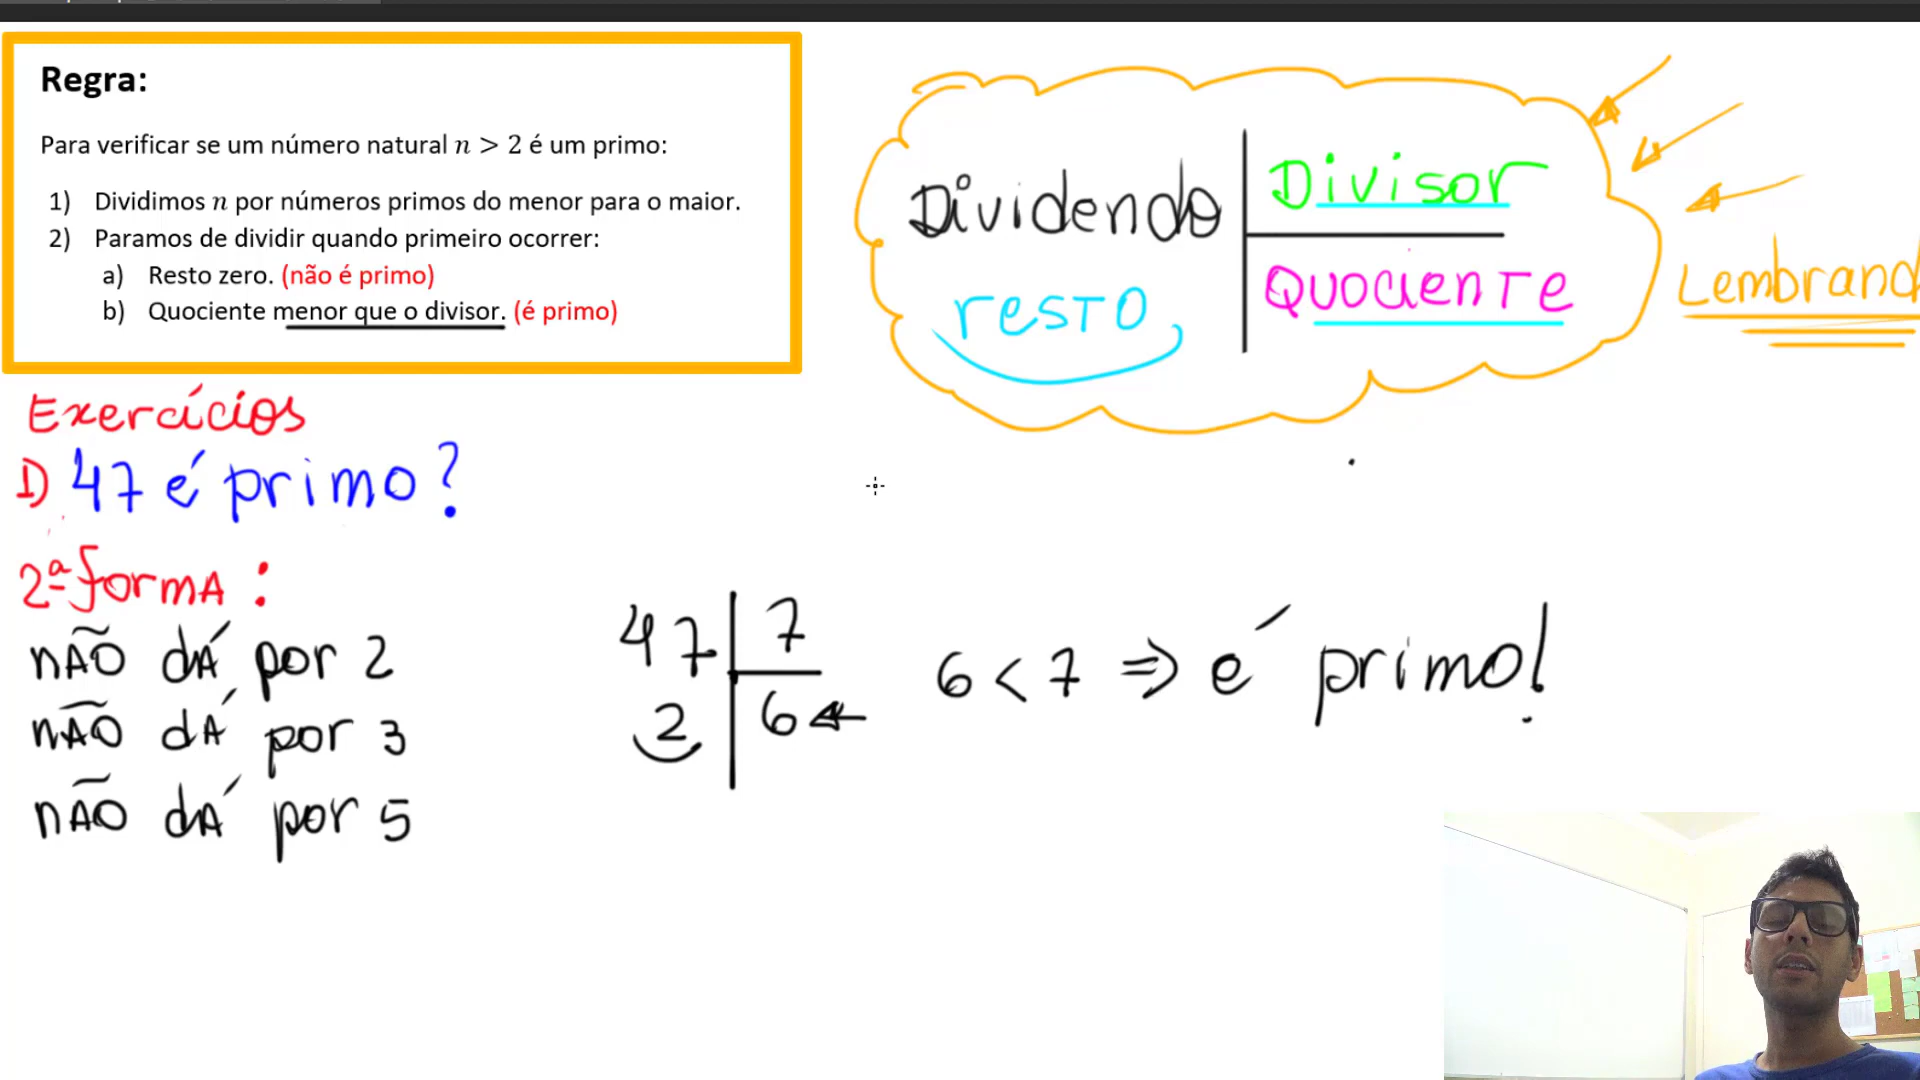 Regra:
Para verificar se um número natural n > 2 é um primo:
1) Dividimos n por números primos do menor para o maior.
2) Paramos de dividir quando primeiro ocorrer:
a) Resto zero. (não é primo)
b) Quociente menor que o divisor. (é primo)
Dividendo
Divisor
resto
Quociente
Lembrand
Exercícios
1) 47 é primo?
2ª forma:
não dá por 2
não dá por 3
não dá por 5
47 7
2 6
6 < 7 ⇒ é primo!